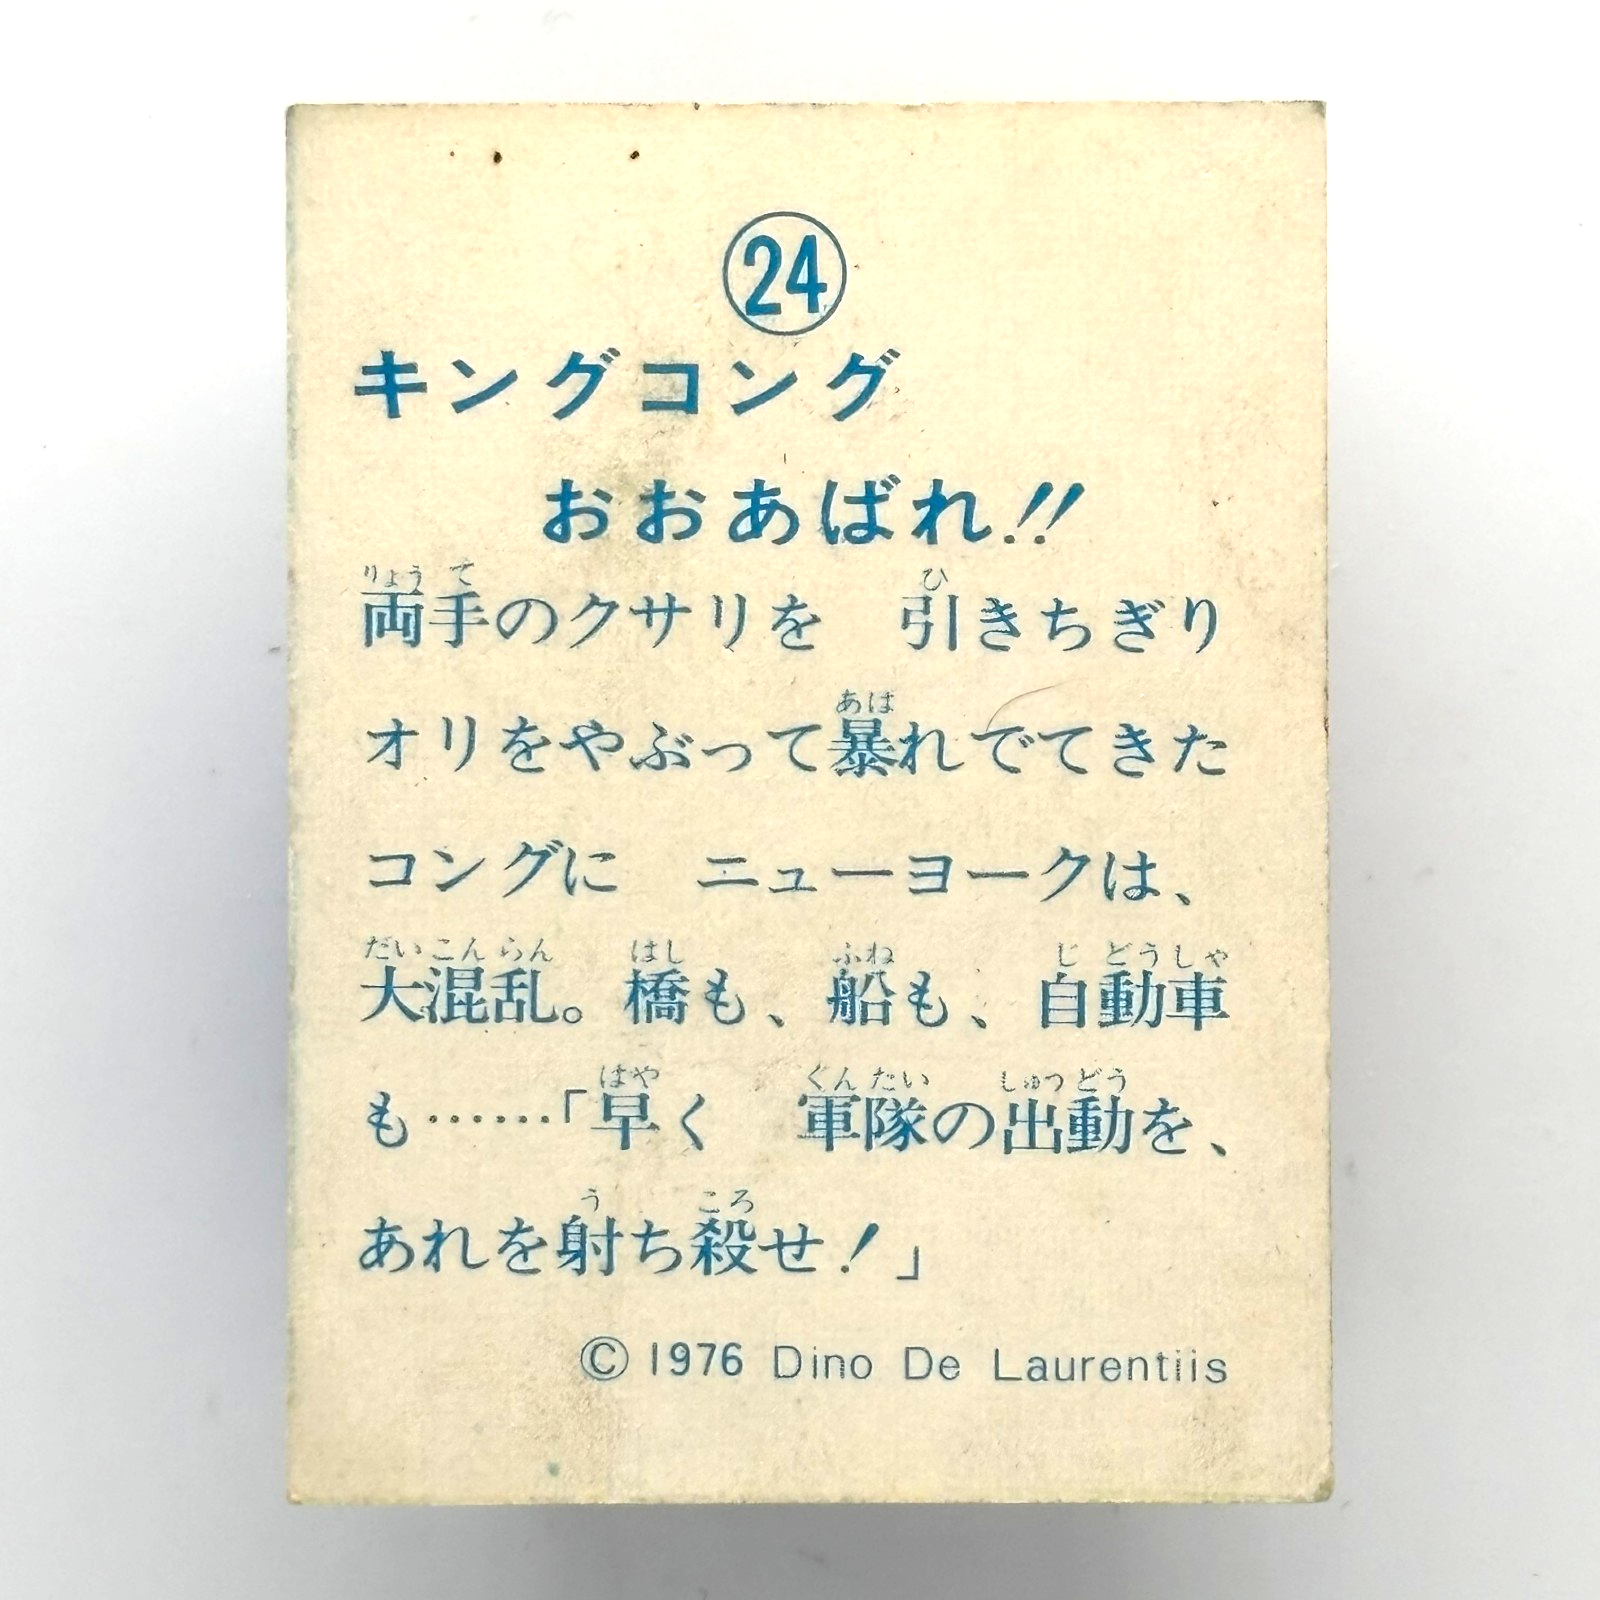 24
キングコング
おおあばれ!!
りょう て ひ
両手のクサリを 引きちぎり
あば
オリをやぶって暴れでてきた
コングに ニューヨークは、
だいこんらん はし ふね じ どうしゃ
大混乱。橋も、船も、自動車
はや ぐんたい しゅつどう
も……「早く 軍隊の出動を、
う ころ
あれを射ち殺せ!」
© 1976 Dino De Laurentiis